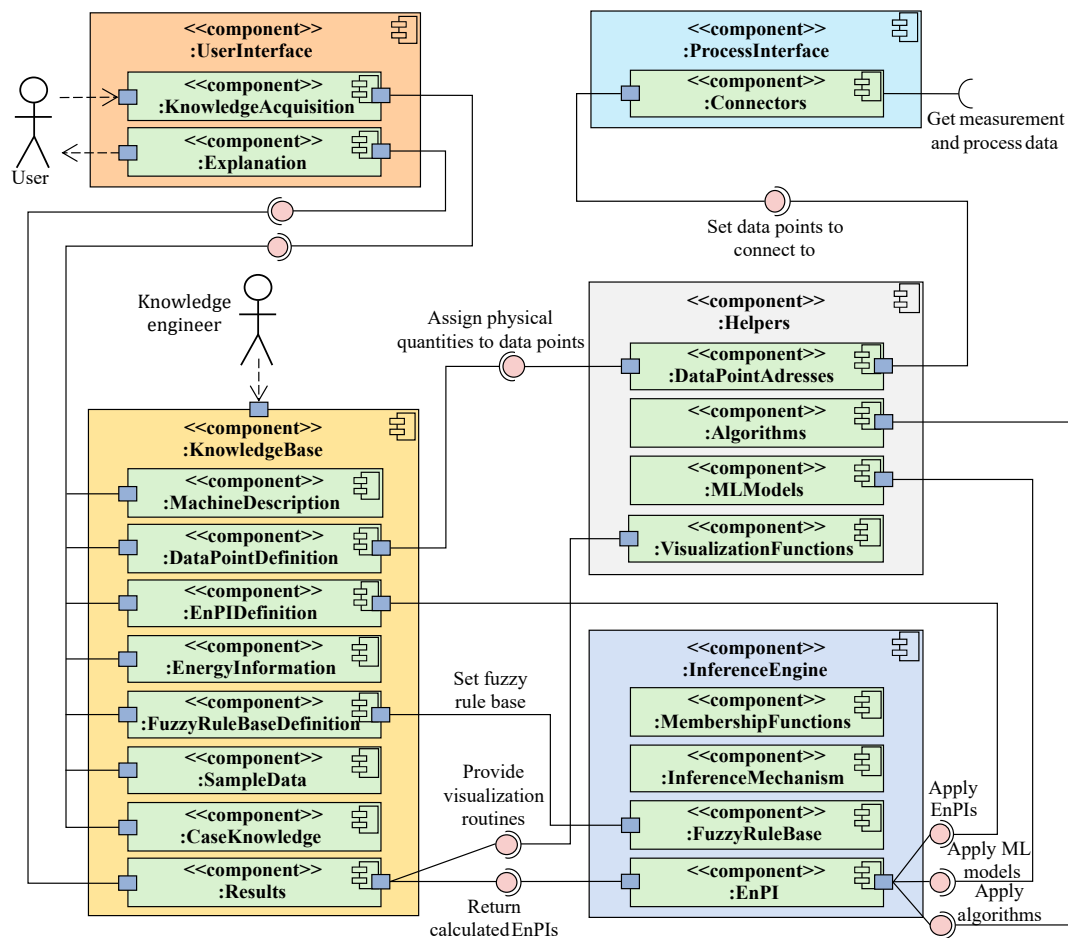 <<component>>
:UserInterface
<<component>>
:KnowledgeAcquisition
<<component>>
:Explanation
User
<<component>>
:ProcessInterface
<<component>>
:Connectors
Get measurement
and process data
Set data points to
connect to
Knowledge
engineer
Assign physical
quantities to data points
<<component>>
:Helpers
<<component>>
:DataPointAdresses
<<component>>
:Algorithms
<<component>>
:MLModels
<<component>>
:VisualizationFunctions
<<component>>
:KnowledgeBase
<<component>>
:MachineDescription
<<component>>
:DataPointDefinition
<<component>>
:EnPIDefinition
<<component>>
:EnergyInformation
<<component>>
:FuzzyRuleBaseDefinition
<<component>>
:SampleData
<<component>>
:CaseKnowledge
<<component>>
:Results
Set fuzzy
rule base
Provide
visualization
routines
Return
calculated EnPIs
<<component>>
:InferenceEngine
<<component>>
:MembershipFunctions
<<component>>
:InferenceMechanism
<<component>>
:FuzzyRuleBase
<<component>>
:EnPI
Apply
EnPIs
Apply ML
models
Apply
algorithms